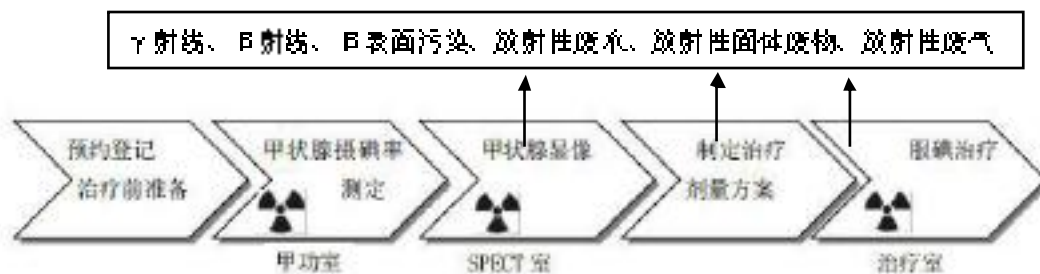 γ射线、β射线、β表面污染、放射性废水、放射性固体废物、放射性废气
预约登记
治疗前准备
甲状腺摄碘率
测定
甲状腺显像
制定治疗
剂量方案
服碘治疗
甲功室
SPECT室
治疗室